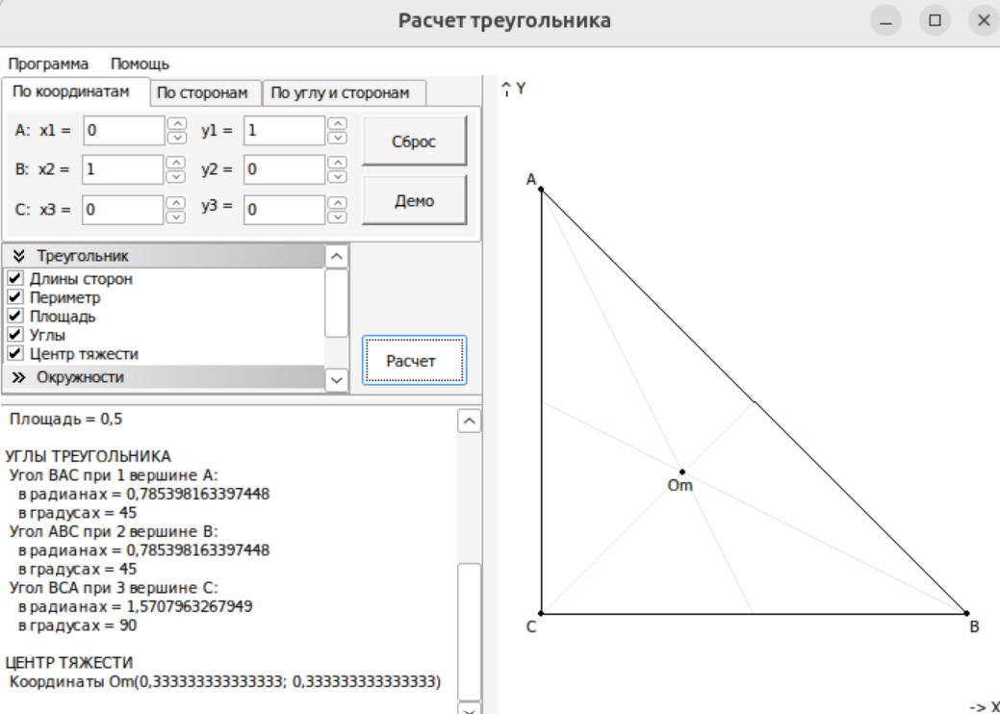 Расчет треугольника
Программа Помощь
По координатам По сторонам По углу и сторонам
A: x1 = 0 y1 = 1
B: x2 = 1 y2 = 0
C: x3 = 0 y3 = 0
Сброс
Демо
Треугольник
Длины сторон
Периметр
Площадь
Углы
Центр тяжести
Окружности
Расчет
Площадь = 0,5
УГЛЫ ТРЕУГОЛЬНИКА
Угол BAC при 1 вершине A:
в радианах = 0,785398163397448
в градусах = 45
Угол ABC при 2 вершине B:
в радианах = 0,785398163397448
в градусах = 45
Угол BCA при 3 вершине C:
в радианах = 1,5707963267949
в градусах = 90
ЦЕНТР ТЯЖЕСТИ
Координаты Om(0,333333333333333; 0,333333333333333)
^ Y
A
Om
C
B
-> X